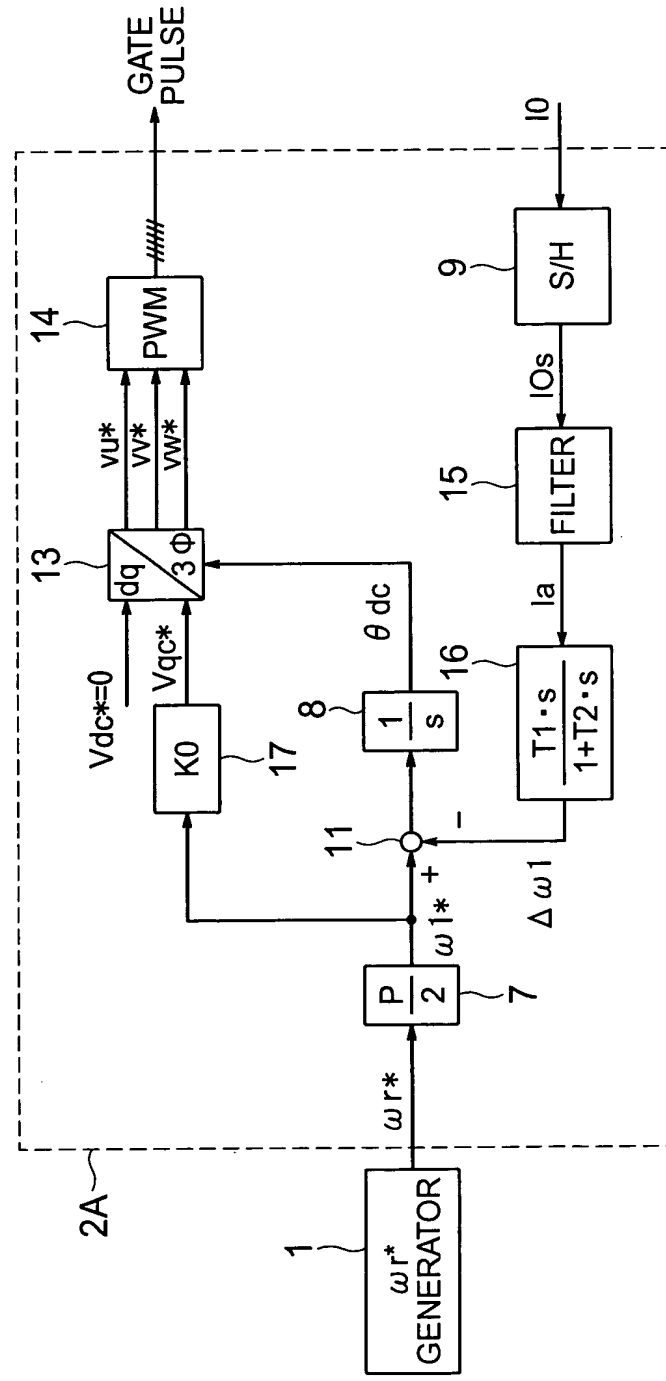 2A
1
ωr*
GENERATOR
ωr*
P
2
7
ω1*
+
−
11
Δω1
K0
17
Vdc*=0
Vqc*
8
1
s
θdc
13
dq
3Φ
vu*
vv*
vw*
14
PWM
GATE
PULSE
16
T1・s
1+T2・s
Ia
15
FILTER
I0s
9
S/H
I0